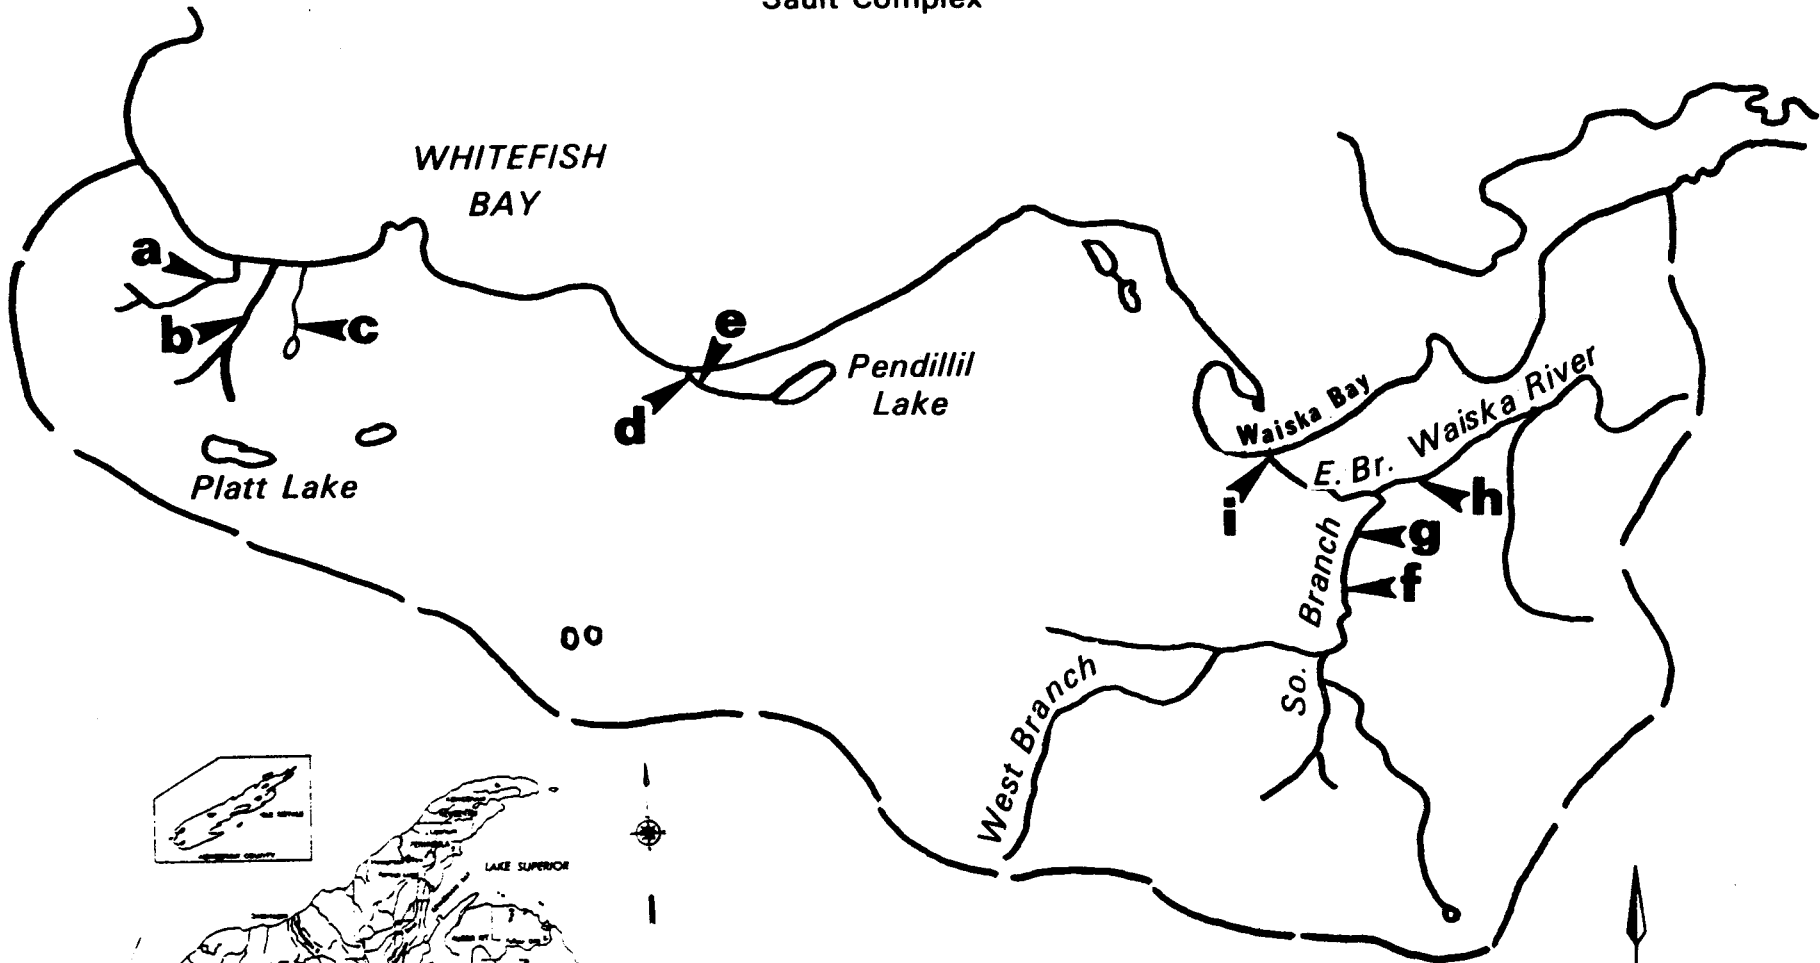 Sault Complex
WHITEFISH
BAY
a
b
c
d
e
Pendillil
Lake
Platt Lake
Waiska Bay
E. Br. Waiska River
i
h
g
f
So. Branch
West Branch
LAKE SUPERIOR